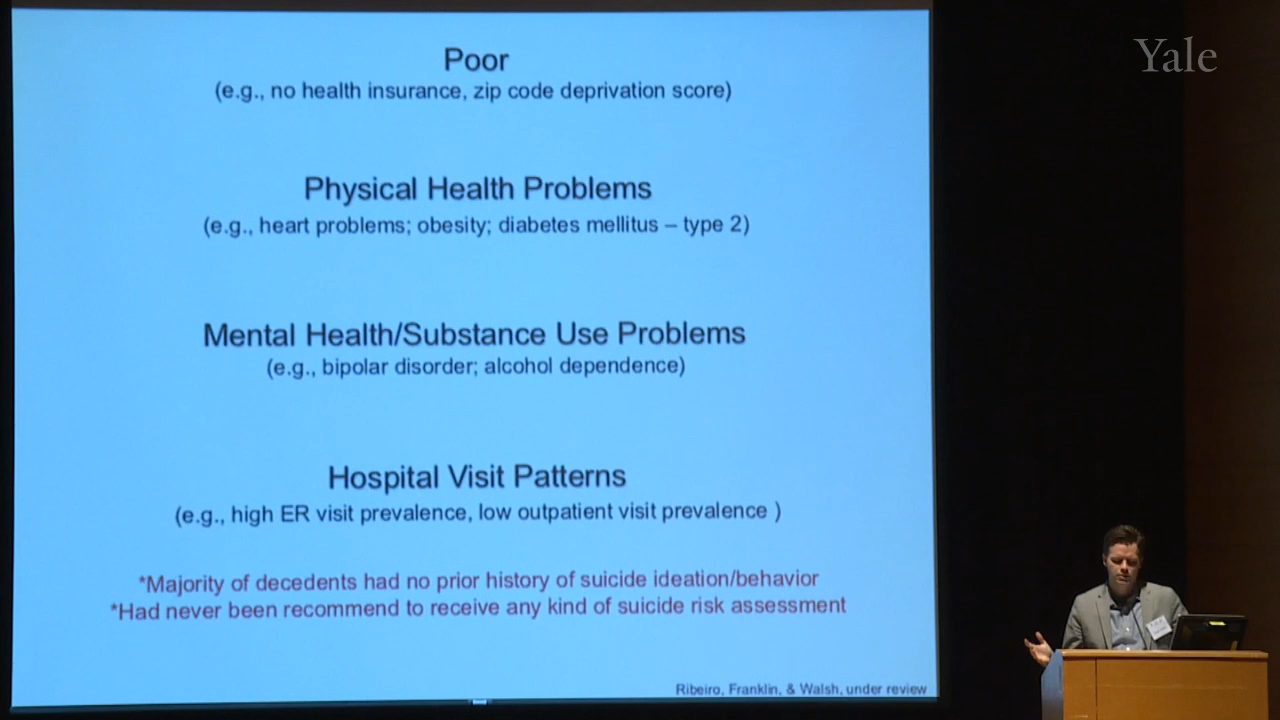 Yale
Poor
(e.g., no health insurance, zip code deprivation score)
Physical Health Problems
(e.g., heart problems; obesity; diabetes mellitus – type 2)
Mental Health/Substance Use Problems
(e.g., bipolar disorder; alcohol dependence)
Hospital Visit Patterns
(e.g., high ER visit prevalence, low outpatient visit prevalence )
*Majority of decedents had no prior history of suicide ideation/behavior
*Had never been recommend to receive any kind of suicide risk assessment
Ribeiro, Franklin, & Walsh, under review